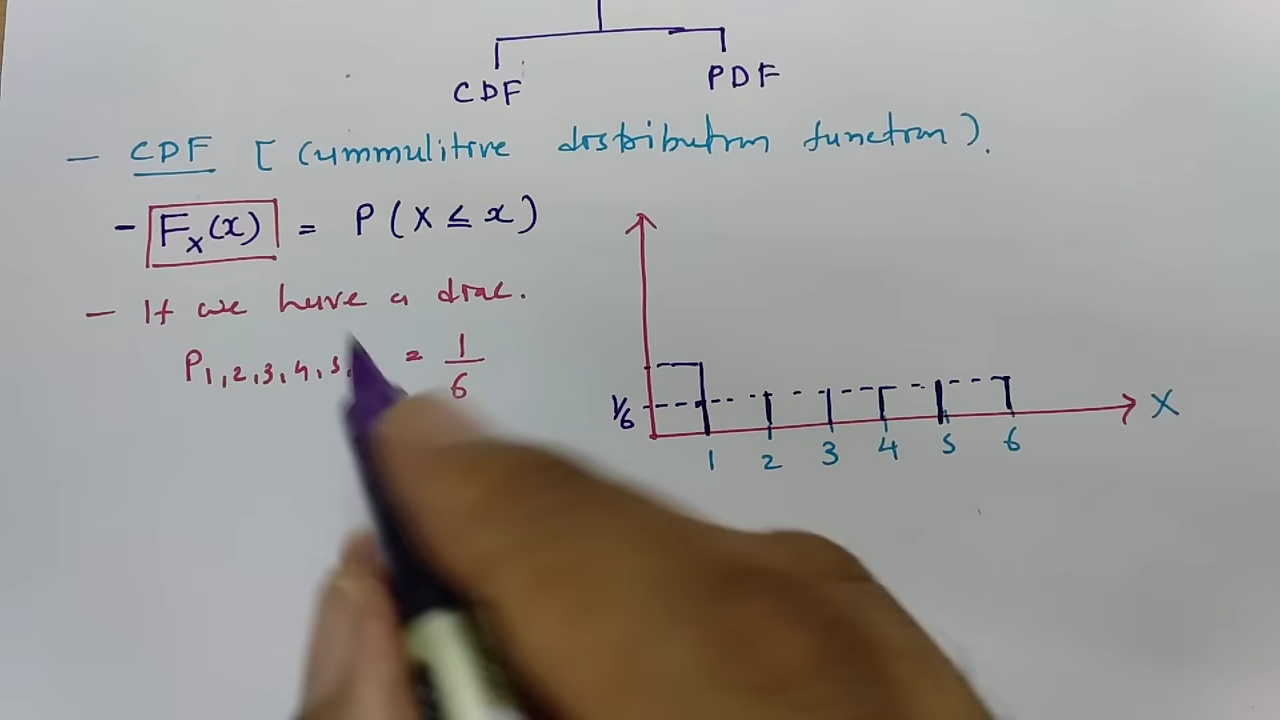 CDF PDF
- CDF [ Cummulitive distribution function ).
- Fx(x) = P ( X ≤ x )
- If we have a dice.
P1,2,3,4,5, = 1/6
1/6
X
1 2 3 4 5 6